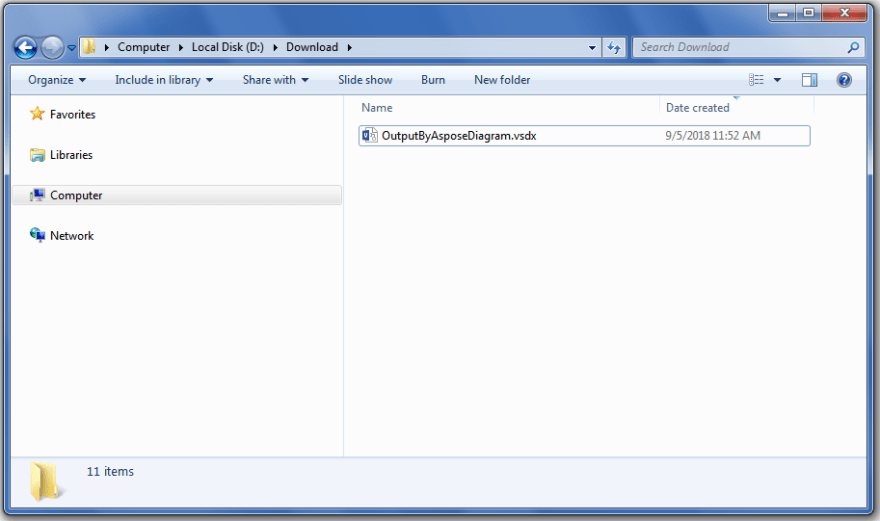 Computer Local Disk (D:) Download Search Download
Organize Include in library Share with Slide show Burn New folder
Favorites
Libraries
Computer
Network
Name Date created
OutputByAsposeDiagram.vsdx 9/5/2018 11:52 AM
11 items